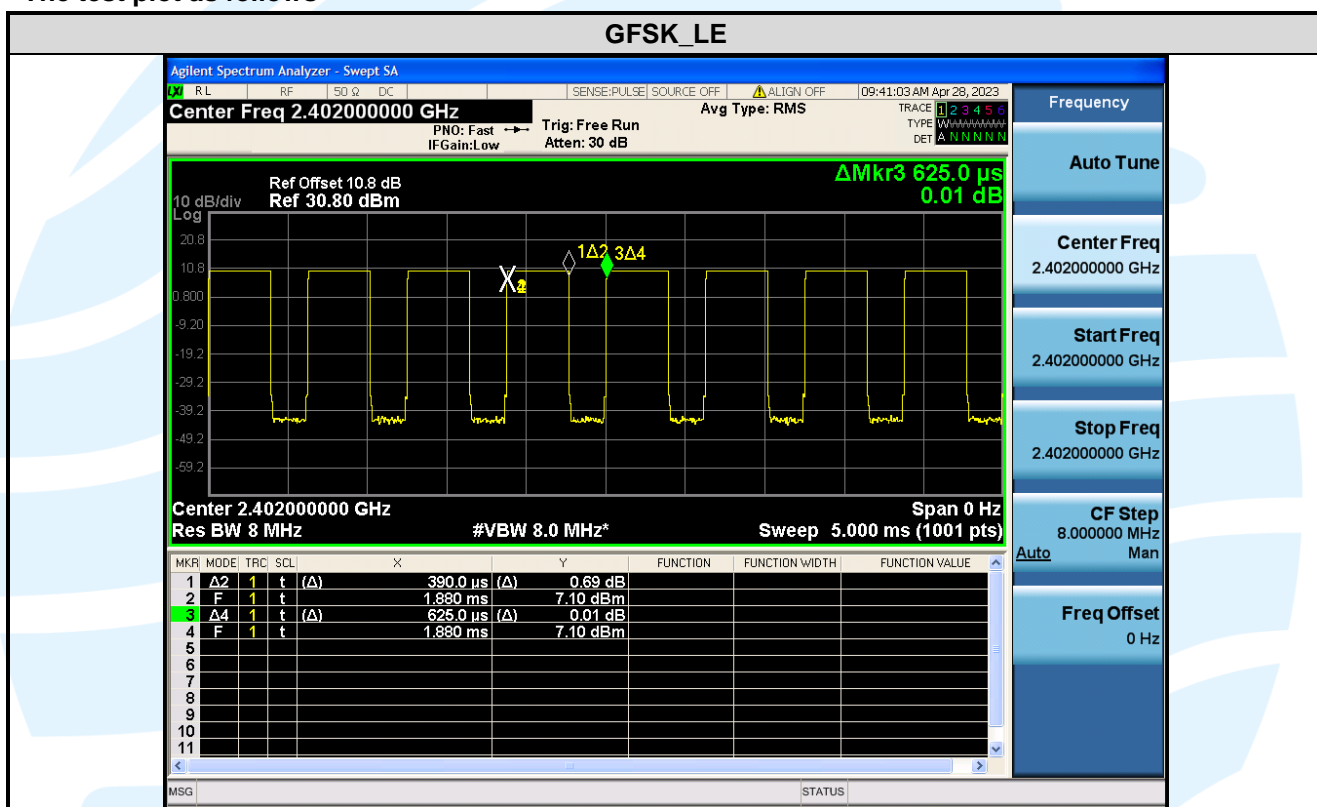 The test plot as follows
GFSK_LE
Agilent Spectrum Analyzer - Swept SA
LXI RL RF 50 Ω DC SENSE:PULSE SOURCE OFF ALIGN OFF 09:41:03 AM Apr 28, 2023
Center Freq 2.402000000 GHz Avg Type: RMS TRACE 1 2 3 4 5 6
PNO: Fast Trig: Free Run TYPE
IFGain:Low Atten: 30 dB DET A N N N N N
Frequency
Auto Tune
Center Freq
2.402000000 GHz
Start Freq
2.402000000 GHz
Stop Freq
2.402000000 GHz
CF Step
8.000000 MHz
Auto Man
Freq Offset
0 Hz
ΔMkr3 625.0 µs
0.01 dB
Ref Offset 10.8 dB
10 dB/div Ref 30.80 dBm
Log
20.8
10.8
0.800
-9.20
-19.2
-29.2
-39.2
-49.2
-59.2
1Δ2 3Δ4
Center 2.402000000 GHz Span 0 Hz
Res BW 8 MHz #VBW 8.0 MHz* Sweep 5.000 ms (1001 pts)
MKR MODE TRC SCL X Y FUNCTION FUNCTION WIDTH FUNCTION VALUE
1 Δ2 1 t (Δ) 390.0 µs (Δ) 0.69 dB
2 F 1 t 1.880 ms 7.10 dBm
3 Δ4 1 t (Δ) 625.0 µs (Δ) 0.01 dB
4 F 1 t 1.880 ms 7.10 dBm
5
6
7
8
9
10
11
MSG STATUS